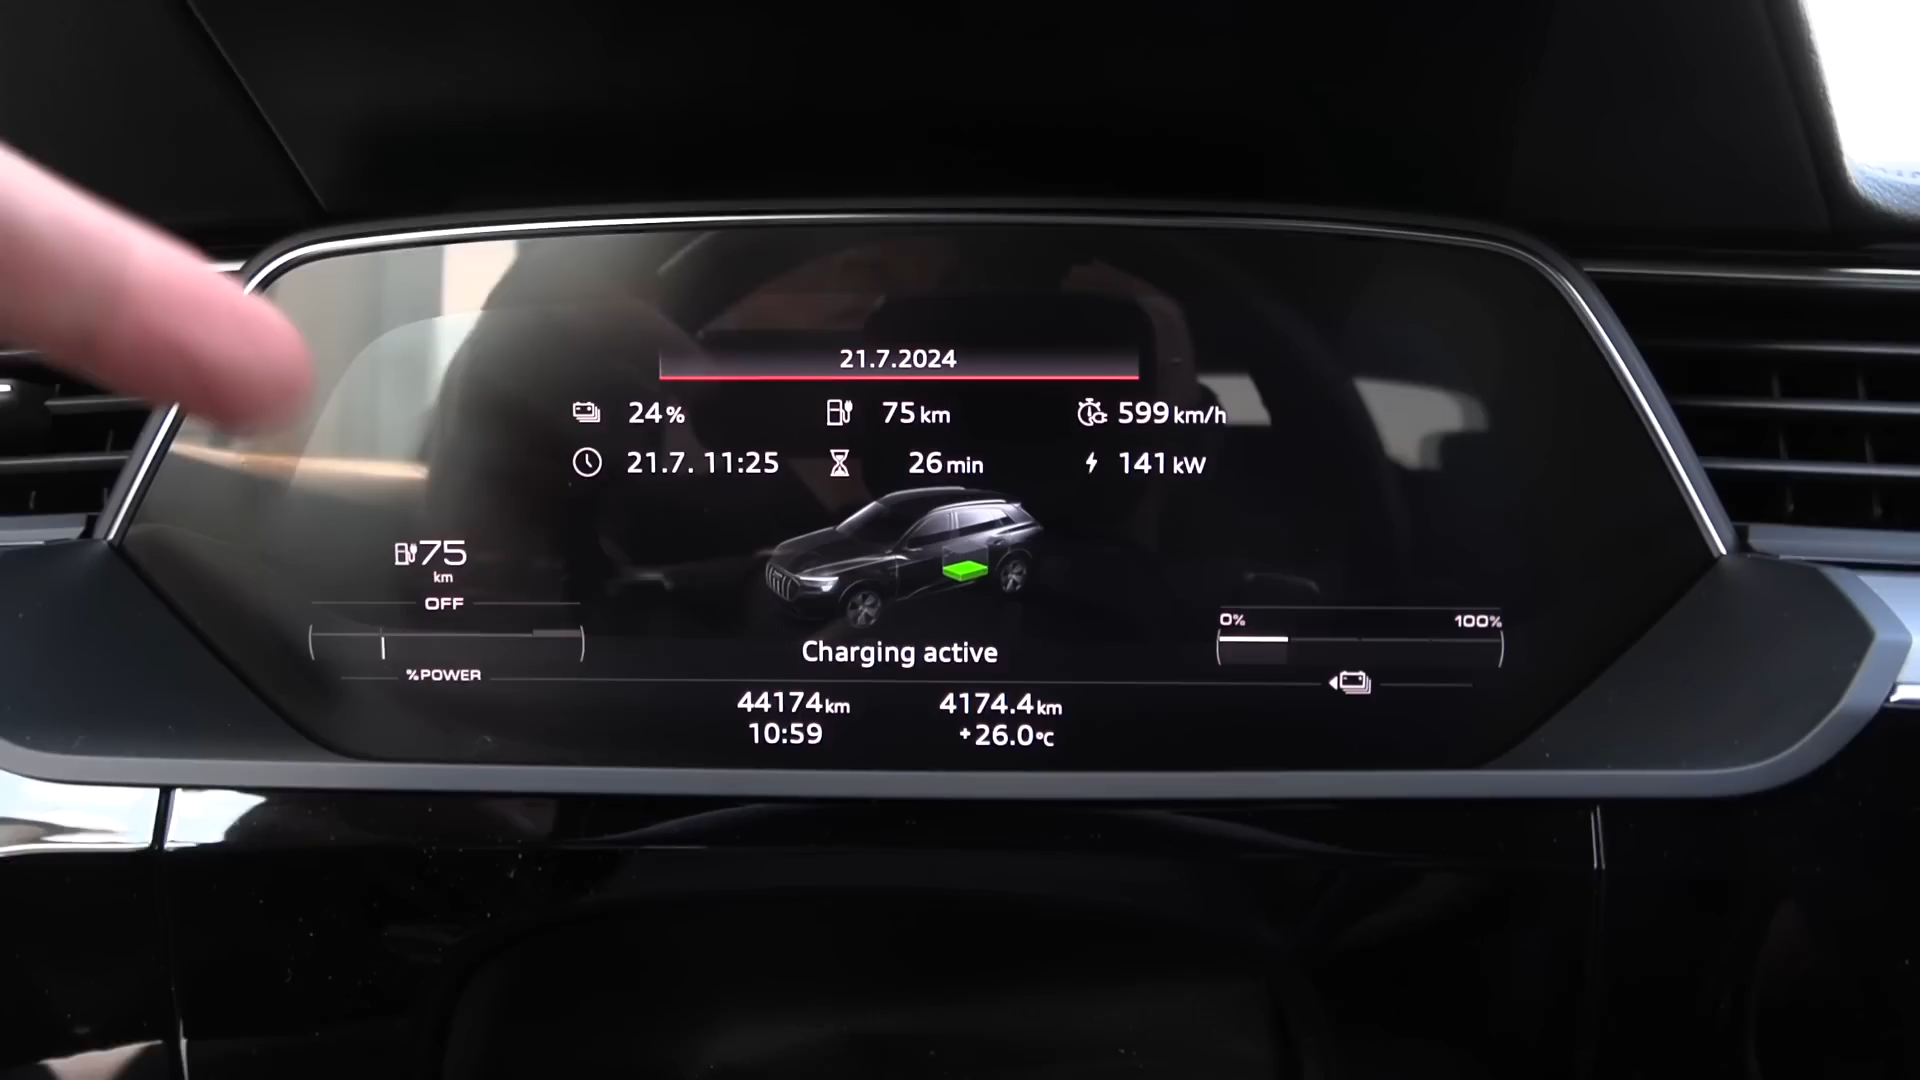 21.7.2024
24% 75 km 599 km/h
21.7. 11:25 26 min 141 kW
75
km
OFF
%POWER
0% 100%
Charging active
44174 km 4174.4 km
10:59 +26.0°C